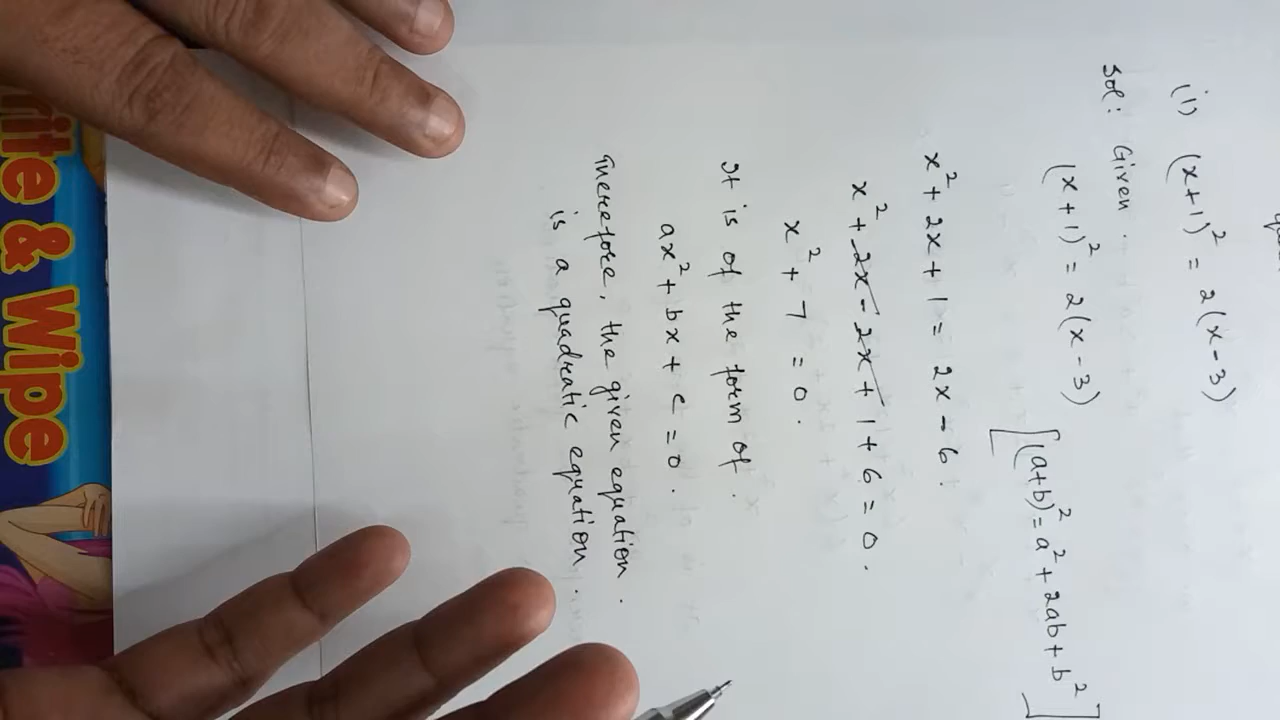 (i) (x+1)² = 2(x-3)
Sol: Given.
(x+1)² = 2(x-3)
[(a+b)² = a² + 2ab + b²]
x² + 2x + 1 = 2x - 6.
x² + 2x - 2x + 1 + 6 = 0.
x² + 7 = 0.
It is of the form of.
ax² + bx + c = 0.
Therefore, the given equation.
is a quadratic equation.
& Wipe